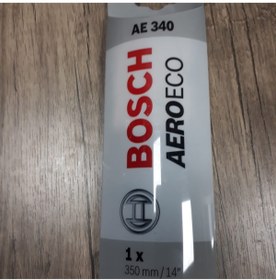 AE 340
BOSCH
AEROECO
1 x
350 mm / 14"